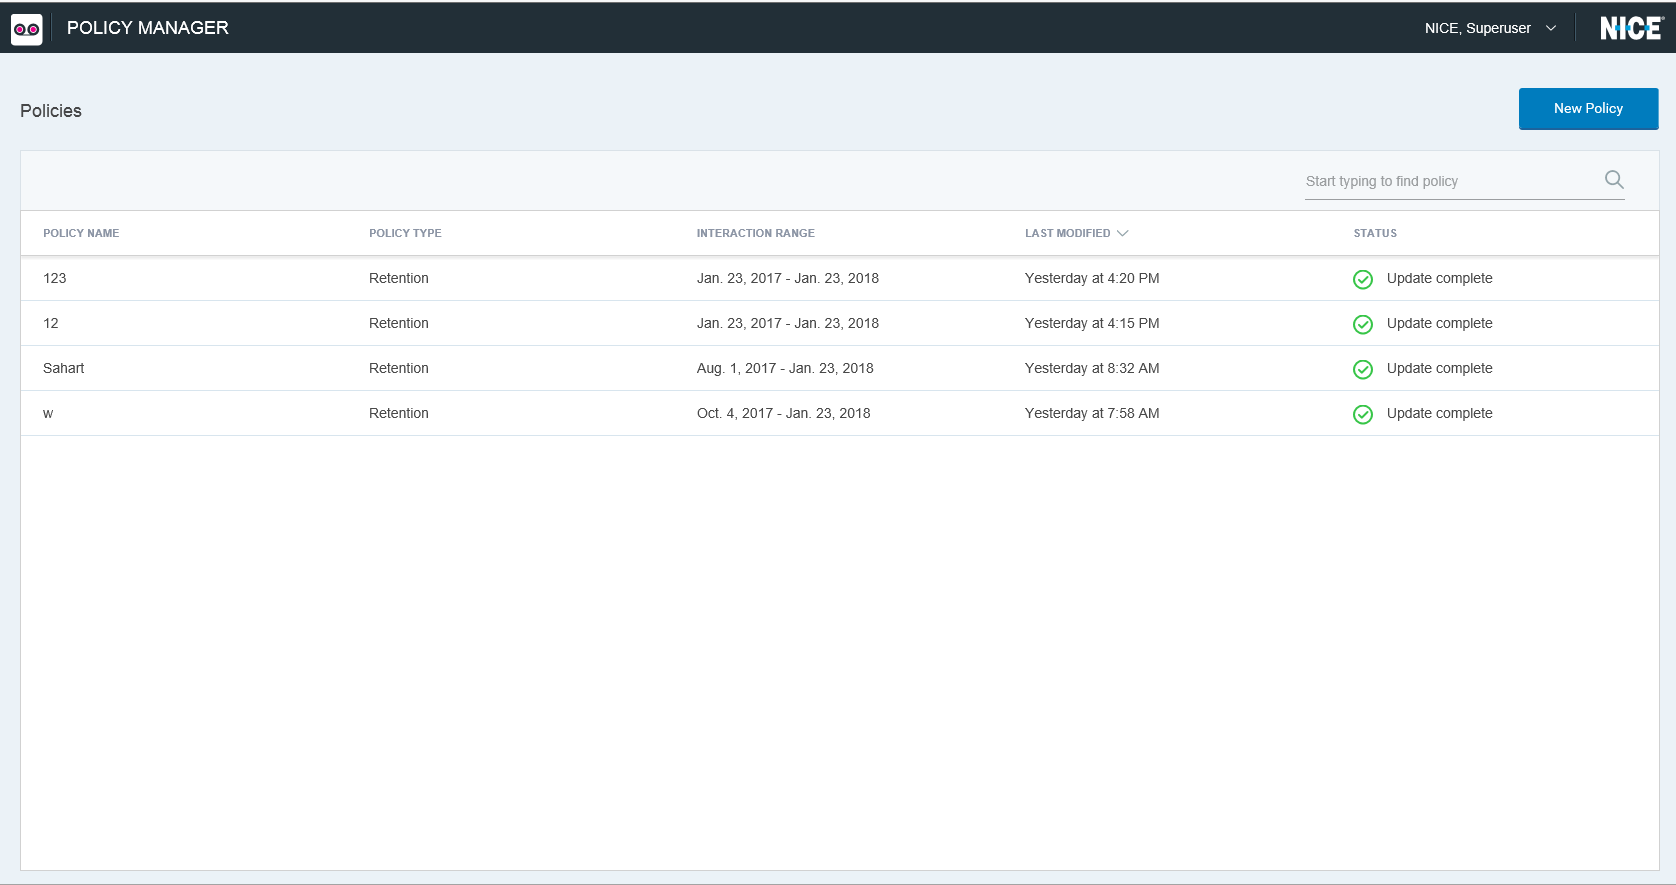 POLICY MANAGER NICE, Superuser NICE®
Policies New Policy
Start typing to find policy
POLICY NAME POLICY TYPE INTERACTION RANGE LAST MODIFIED STATUS
123 Retention Jan. 23, 2017 - Jan. 23, 2018 Yesterday at 4:20 PM Update complete
12 Retention Jan. 23, 2017 - Jan. 23, 2018 Yesterday at 4:15 PM Update complete
Sahart Retention Aug. 1, 2017 - Jan. 23, 2018 Yesterday at 8:32 AM Update complete
w Retention Oct. 4, 2017 - Jan. 23, 2018 Yesterday at 7:58 AM Update complete